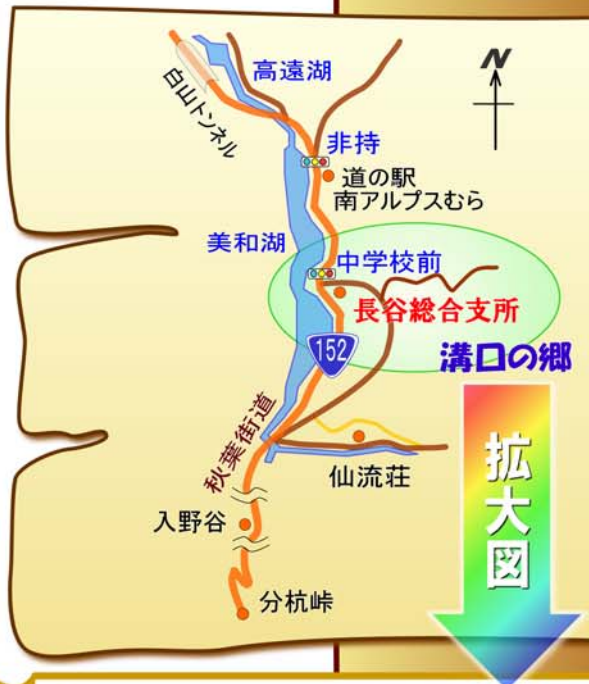 高遠湖
N
白山トンネル
非持
道の駅
南アルプスむら
美和湖
中学校前
長谷総合支所
152
溝口の郷
秋葉街道
仙流荘
入野谷
分杭峠
拡大図